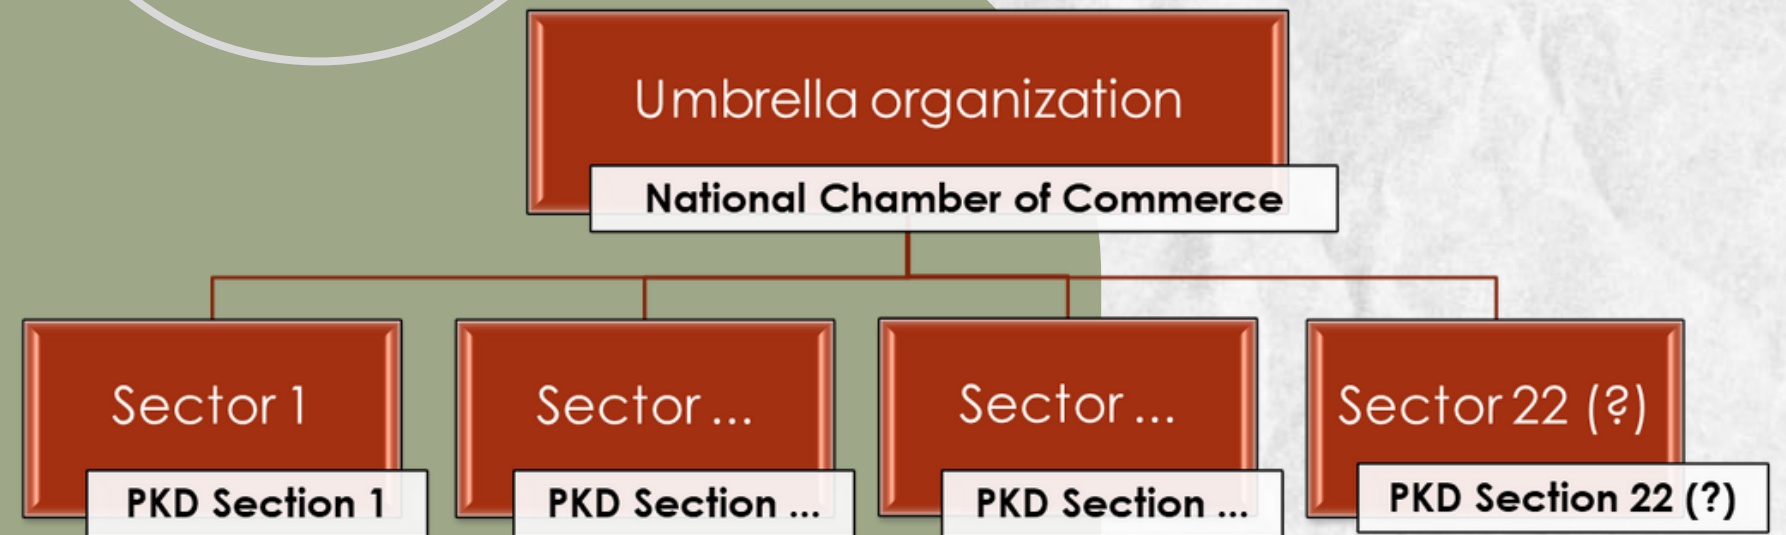 Umbrella organization
National Chamber of Commerce
Sector 1
PKD Section 1
Sector ...
PKD Section ...
Sector ...
PKD Section ...
Sector 22 (?)
PKD Section 22 (?)